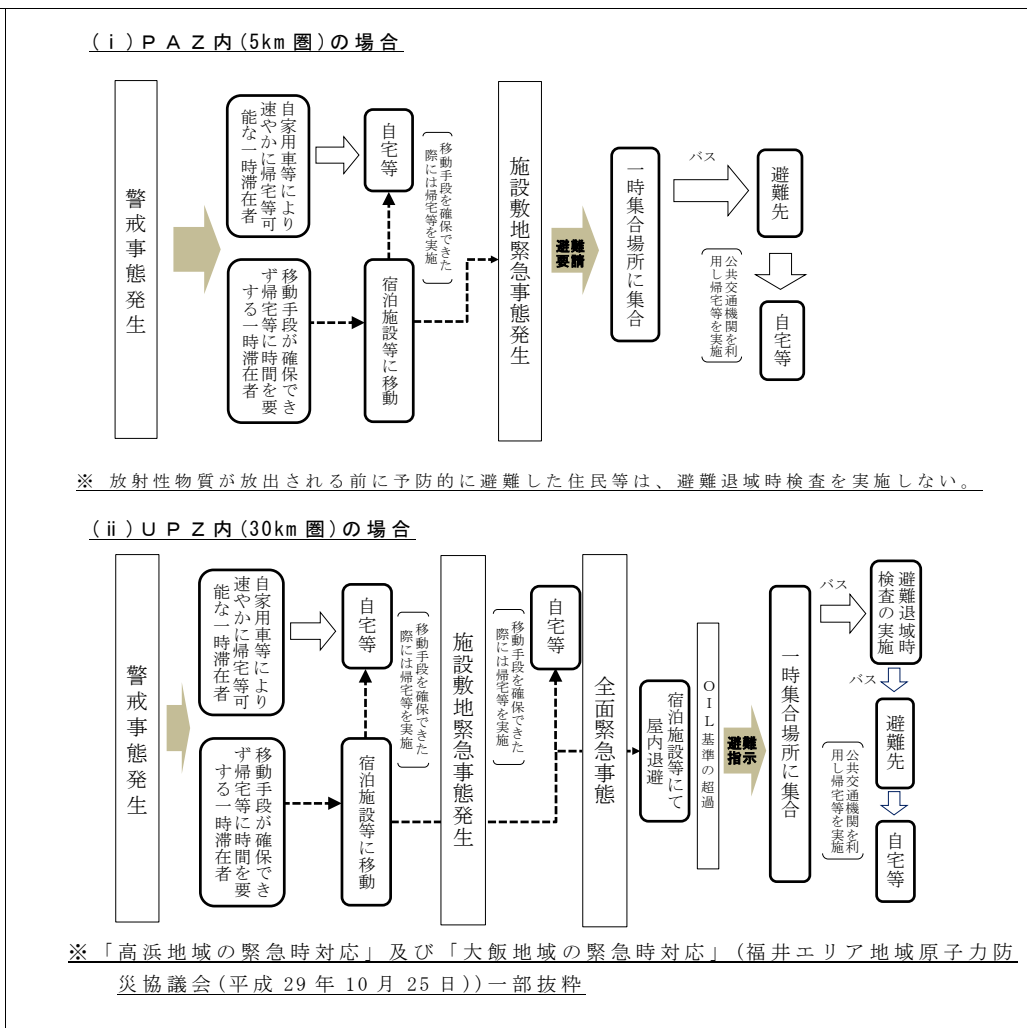 (ⅰ)PAZ内(5km圏)の場合
警戒事態発生
自家用車等により
速やかに帰宅等可
能な一時滞在者
自宅等
移動手段を確保できた
際には帰宅等を実施
移動手段が確保でき
ず帰宅等に時間を要
する一時滞在者
宿泊施設等に移動
施設敷地緊急事態発生
避難
要請
一時集合場所に集合
バス
避難先
公共交通機関を利
用し帰宅等を実施
自宅等
※ 放射性物質が放出される前に予防的に避難した住民等は、避難退域時検査を実施しない。
(ⅱ)UPZ内(30km圏)の場合
警戒事態発生
自家用車等により
速やかに帰宅等可
能な一時滞在者
自宅等
移動手段を確保できた
際には帰宅等を実施
移動手段が確保でき
ず帰宅等に時間を要
する一時滞在者
宿泊施設等に移動
施設敷地緊急事態発生
移動手段を確保できた
際には帰宅等を実施
自宅等
全面緊急事態
宿泊施設等にて
屋内退避
OIL基準の超過
避難
指示
一時集合場所に集合
バス
避難退域時
検査の実施
バス
避難先
公共交通機関を利
用し帰宅等を実施
自宅等
※「高浜地域の緊急時対応」及び「大飯地域の緊急時対応」(福井エリア地域原子力防
災協議会(平成29年10月25日))一部抜粋